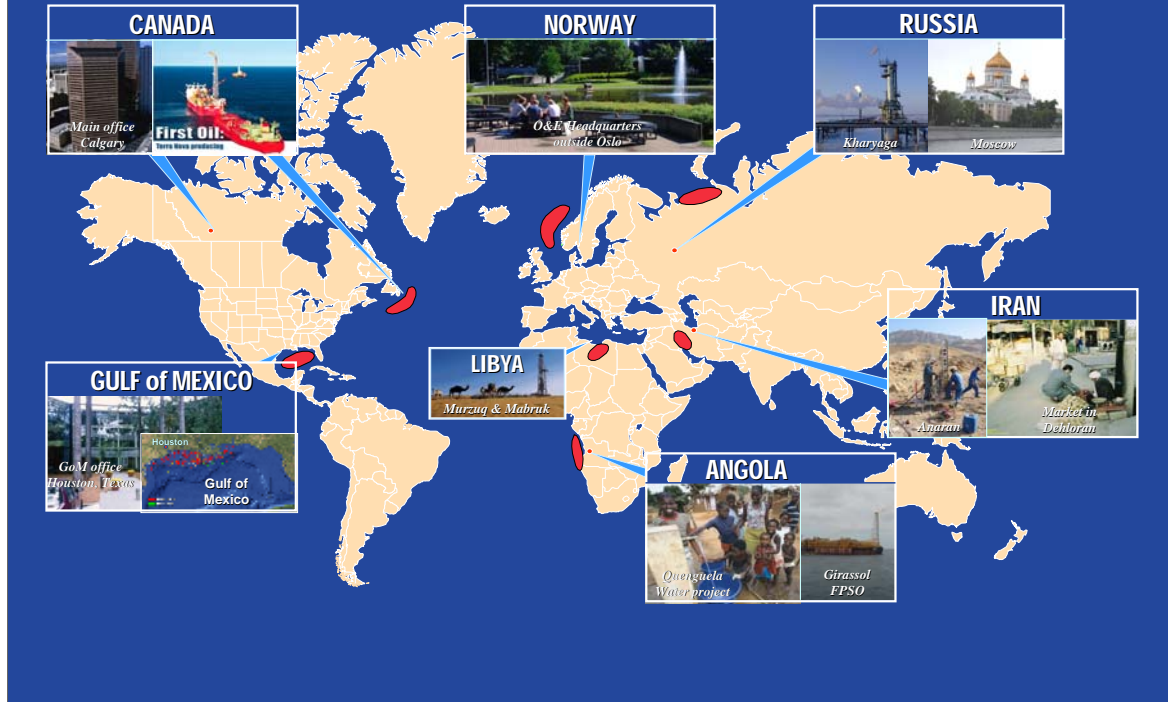 CANADA
Main office
Calgary
First Oil:
Terra Nova producing
NORWAY
O&E Headquarters
outside Oslo
RUSSIA
Kharyaga
Moscow
IRAN
Anaran
Market in
Dehloran
LIBYA
Murzuq & Mabruk
GULF of MEXICO
GoM office
Houston, Texas
Houston
Gulf of
Mexico
ANGOLA
Quenguela
Water project
Girassol
FPSO